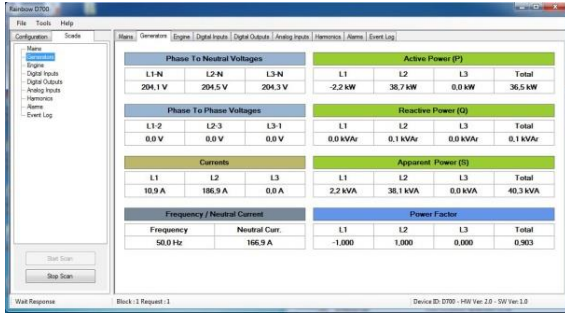 Rainbow D700
File Tools Help
Configuration Scada
Mains
Generators
Engine
Digital Inputs
Digital Outputs
Analog Inputs
Harmonics
Alarms
Event Log
Start Scan
Stop Scan
Mains Generators Engine Digital Inputs Digital Outputs Analog Inputs Harmonics Alarms Event Log
Phase To Neutral Voltages
L1-N L2-N L3-N
204,1 V 204,5 V 204,3 V
Phase To Phase Voltages
L1-2 L2-3 L3-1
0,0 V 0,0 V 0,0 V
Currents
L1 L2 L3
10,9 A 186,9 A 0,0 A
Frequency / Neutral Current
Frequency Neutral Curr.
50,0 Hz 166,9 A
Active Power (P)
L1 L2 L3 Total
-2,2 kW 38,7 kW 0,0 kW 36,5 kW
Reactive Power (Q)
L1 L2 L3 Total
0,0 kVAr 0,1 kVAr 0,0 kVAr 0,1 kVAr
Apparent Power (S)
L1 L2 L3 Total
2,2 kVA 38,1 kVA 0,0 kVA 40,3 kVA
Power Factor
L1 L2 L3 Total
-1,000 1,000 0,000 0,903
Wait Response Block : 1 Request : 1 Device ID: D700 - HW Ver: 2.0 - SW Ver: 1.0